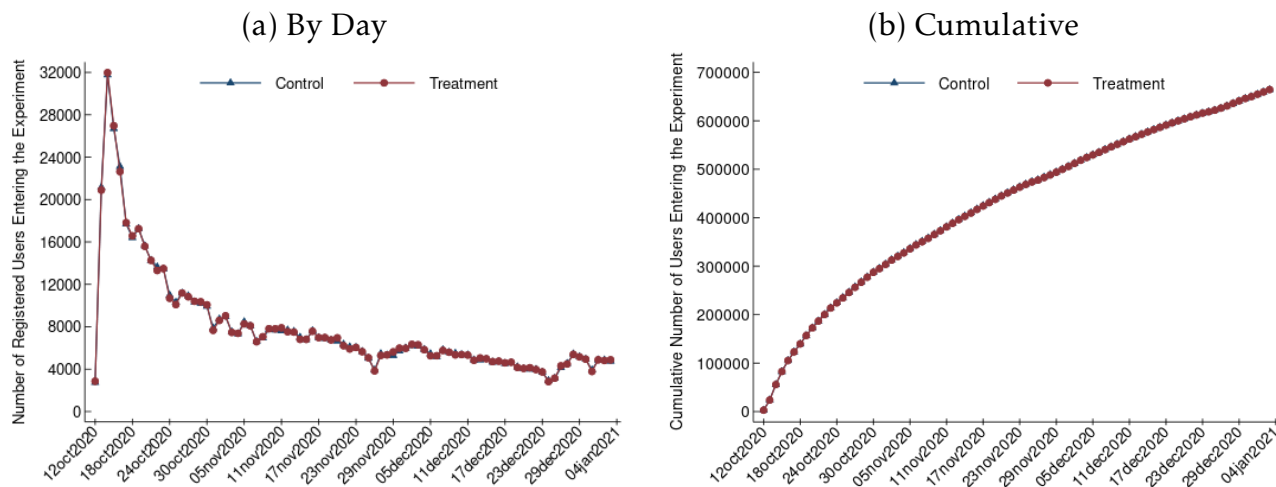 (a) By Day
Number of Registered Users Entering the Experiment
32000
28000
24000
20000
16000
12000
8000
4000
0
Control
Treatment
12oct2020
18oct2020
24oct2020
30oct2020
05nov2020
11nov2020
17nov2020
23nov2020
29nov2020
05dec2020
11dec2020
17dec2020
23dec2020
29dec2020
04jan2021
(b) Cumulative
Cumulative Number of Users Entering the Experiment
700000
600000
500000
400000
300000
200000
100000
0
Control
Treatment
12oct2020
18oct2020
24oct2020
30oct2020
05nov2020
11nov2020
17nov2020
23nov2020
29nov2020
05dec2020
11dec2020
17dec2020
23dec2020
29dec2020
04jan2021